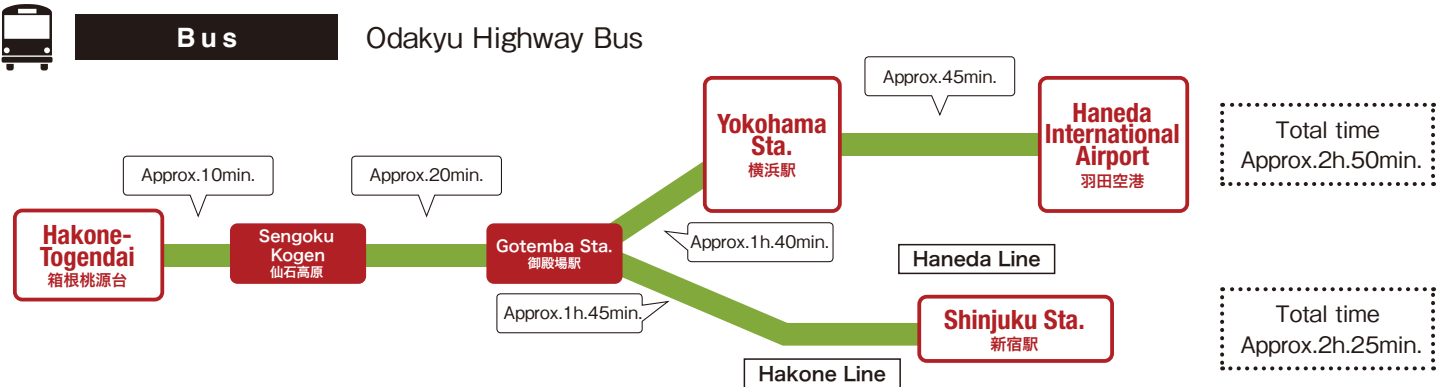 Bus
Odakyu Highway Bus
Approx.45min.
Yokohama
Sta.
横浜駅
Haneda
International
Airport
羽田空港
Total time
Approx.2h.50min.
Approx.10min.
Approx.20min.
Hakone-
Togendai
箱根桃源台
Sengoku
Kogen
仙石高原
Gotemba Sta.
御殿場駅
Approx.1h.40min.
Haneda Line
Approx.1h.45min.
Shinjuku Sta.
新宿駅
Total time
Approx.2h.25min.
Hakone Line